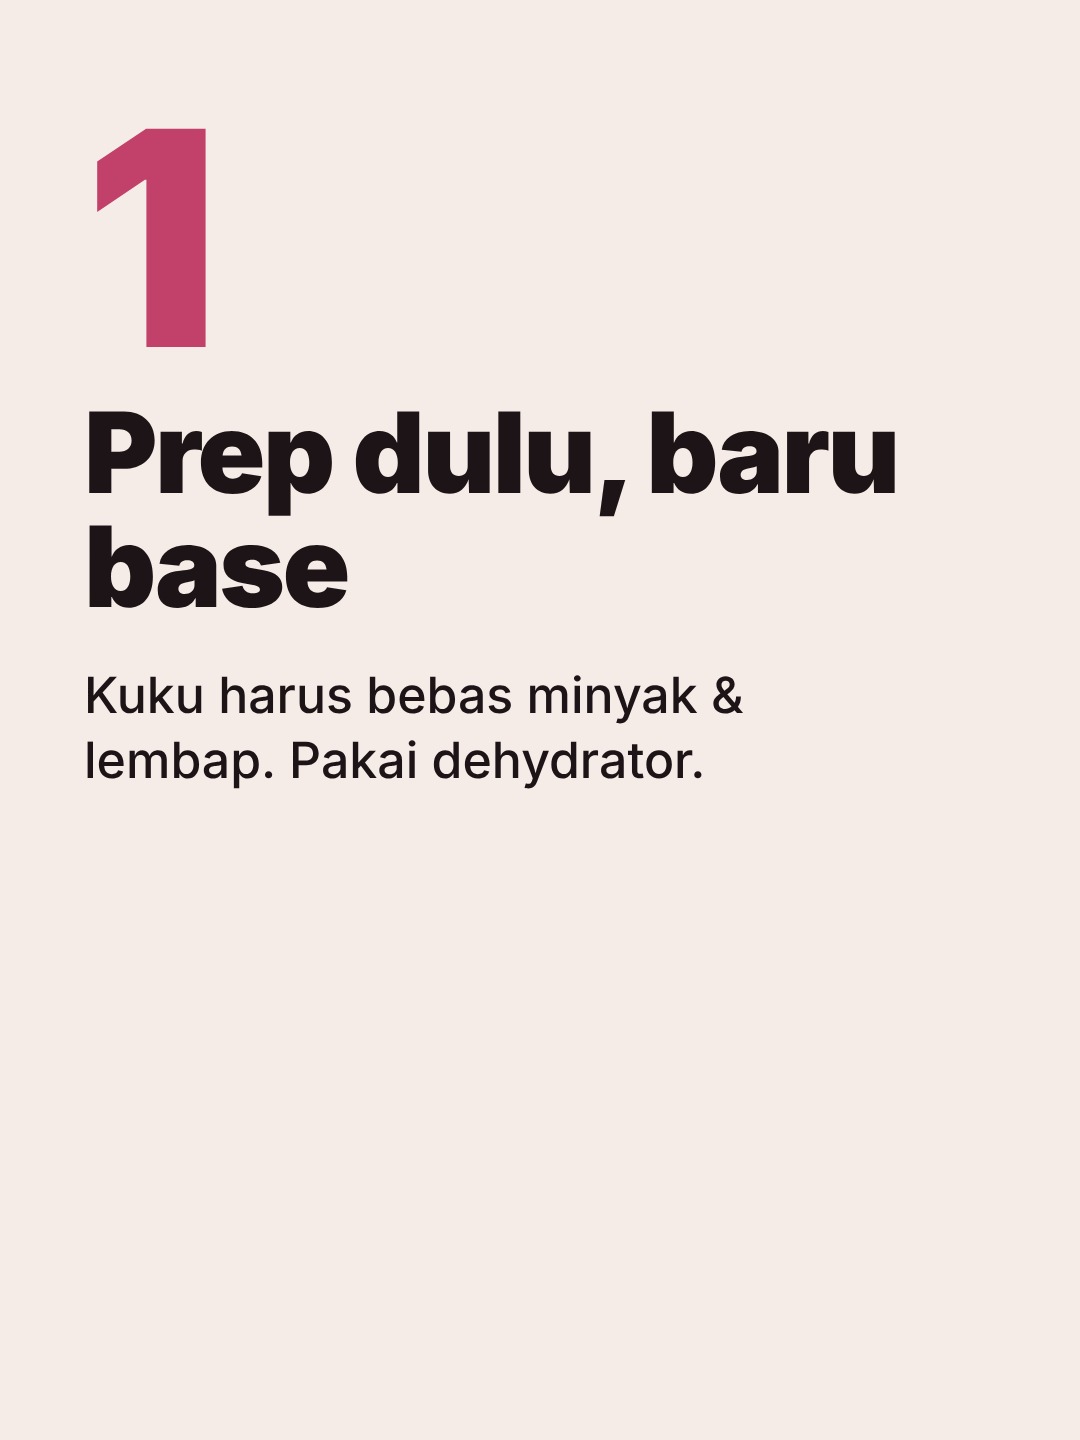 1
Prep dulu, baru
base
Kuku harus bebas minyak &
lembap. Pakai dehydrator.